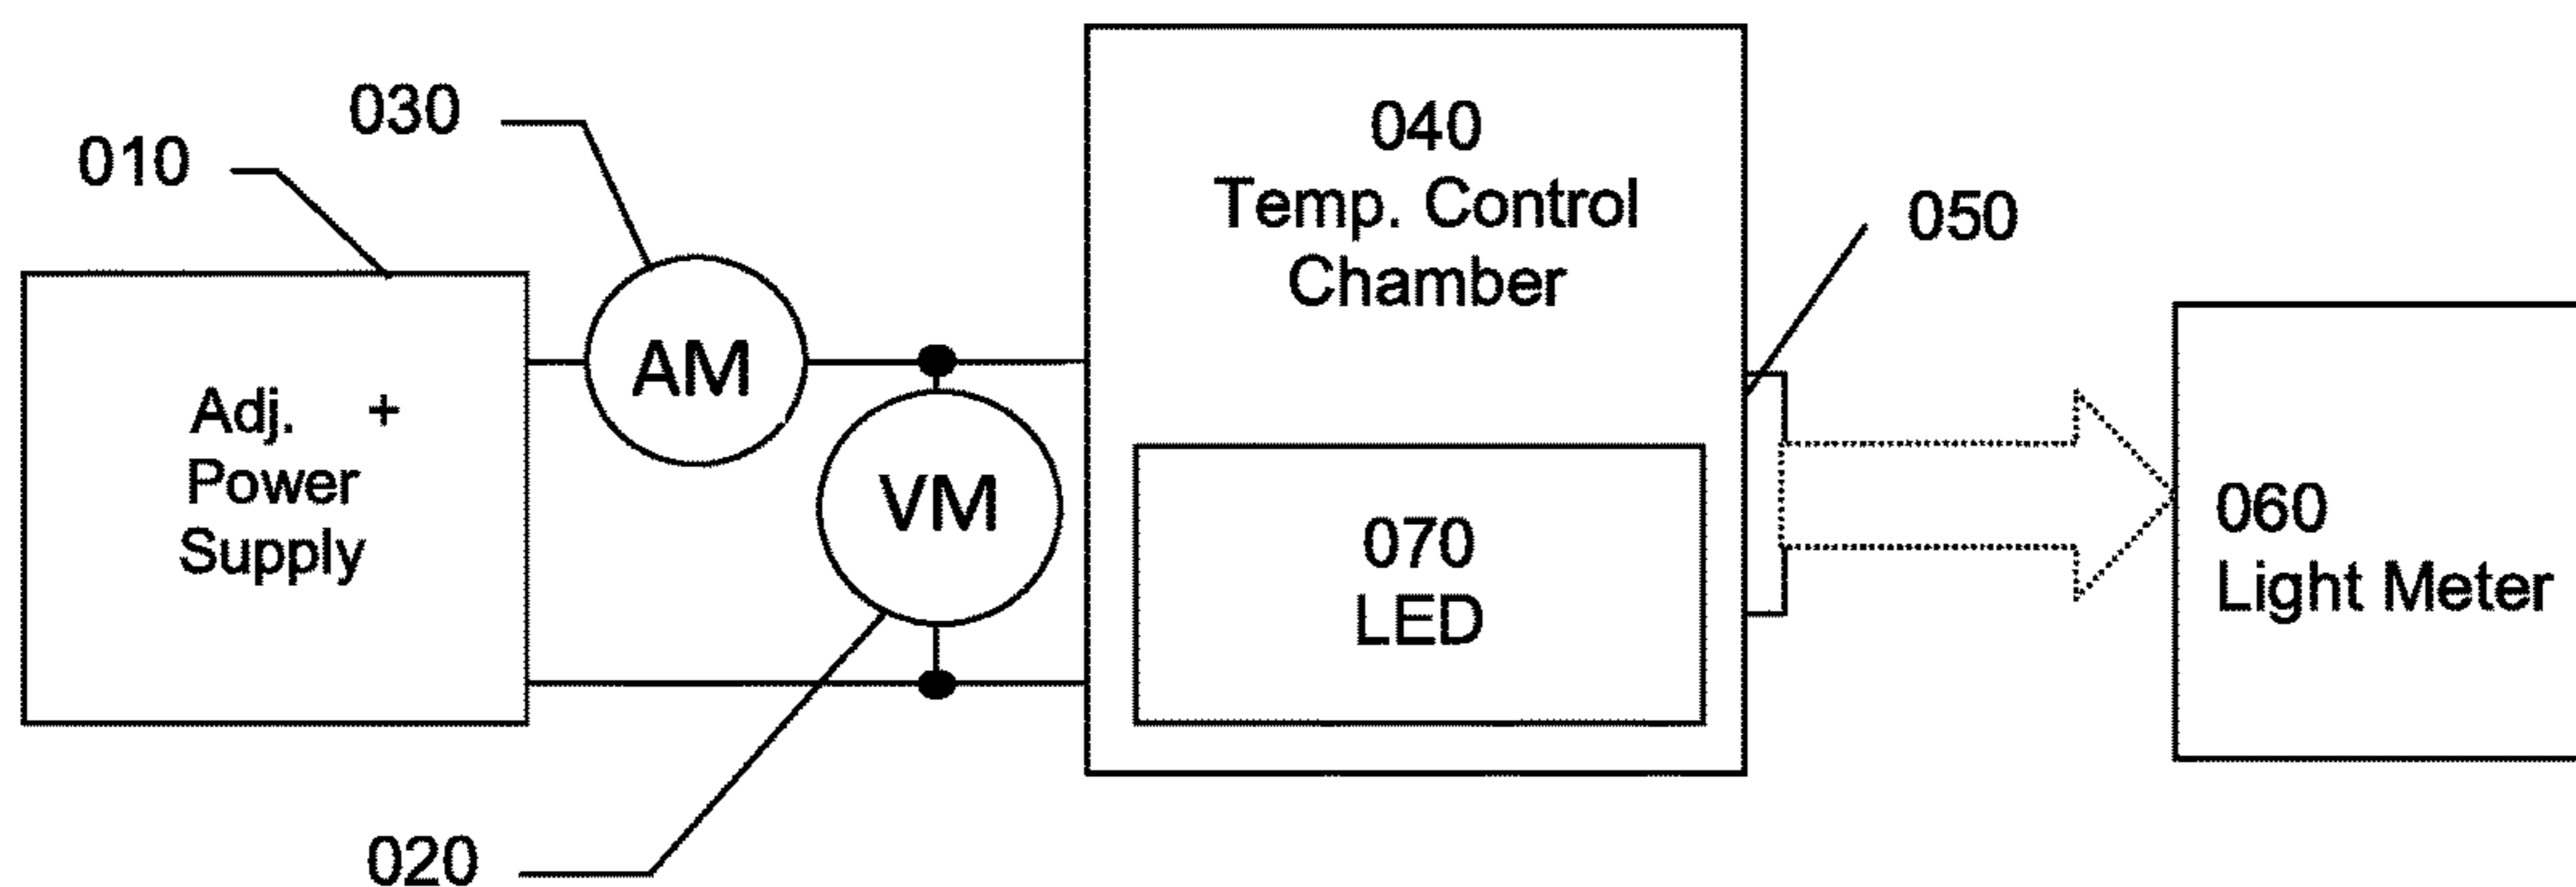 030
010
040
Temp. Control
Chamber
050
AM
Adj. +
Power
Supply
VM
060
Light Meter
070
LED
020